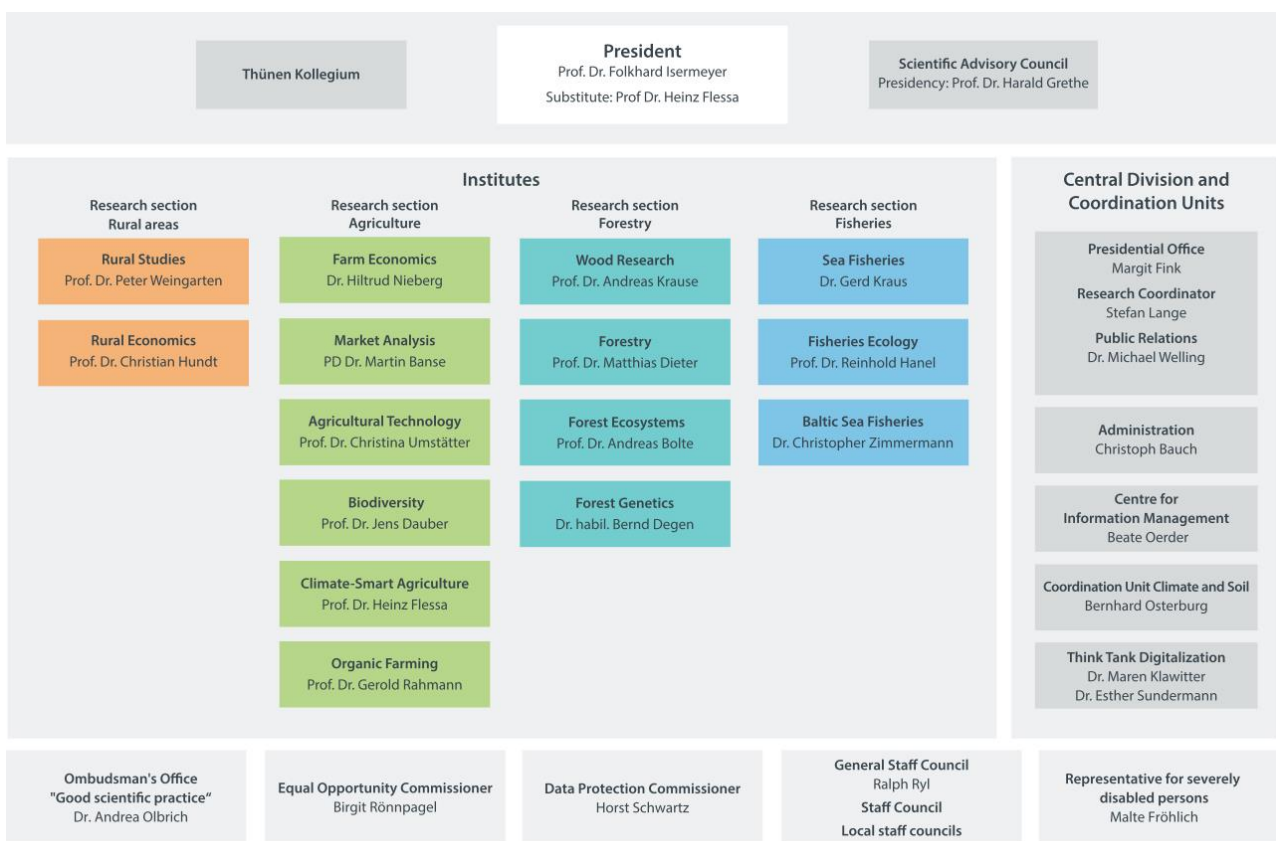 Thünen Kollegium
President
Prof. Dr. Folkhard Isermeyer
Substitute: Prof Dr. Heinz Flessa
Scientific Advisory Council
Presidency: Prof. Dr. Harald Grethe
Institutes
Research section
Rural areas
Rural Studies
Prof. Dr. Peter Weingarten
Rural Economics
Prof. Dr. Christian Hundt
Research section
Agriculture
Farm Economics
Dr. Hiltrud Nieberg
Market Analysis
PD Dr. Martin Banse
Agricultural Technology
Prof. Dr. Christina Umstätter
Biodiversity
Prof. Dr. Jens Dauber
Climate-Smart Agriculture
Prof. Dr. Heinz Flessa
Organic Farming
Prof. Dr. Gerold Rahmann
Research section
Forestry
Wood Research
Prof. Dr. Andreas Krause
Forestry
Prof. Dr. Matthias Dieter
Forest Ecosystems
Prof. Dr. Andreas Bolte
Forest Genetics
Dr. habil. Bernd Degen
Research section
Fisheries
Sea Fisheries
Dr. Gerd Kraus
Fisheries Ecology
Prof. Dr. Reinhold Hanel
Baltic Sea Fisheries
Dr. Christopher Zimmermann
Central Division and
Coordination Units
Presidential Office
Margit Fink
Research Coordinator
Stefan Lange
Public Relations
Dr. Michael Welling
Administration
Christoph Bauch
Centre for
Information Management
Beate Oerder
Coordination Unit Climate and Soil
Bernhard Osterburg
Think Tank Digitalization
Dr. Maren Klawitter
Dr. Esther Sundermann
Ombudsman's Office
"Good scientific practice“
Dr. Andrea Olbrich
Equal Opportunity Commissioner
Birgit Rönnpagel
Data Protection Commissioner
Horst Schwartz
General Staff Council
Ralph Ryl
Staff Council
Local staff councils
Representative for severely
disabled persons
Malte Fröhlich